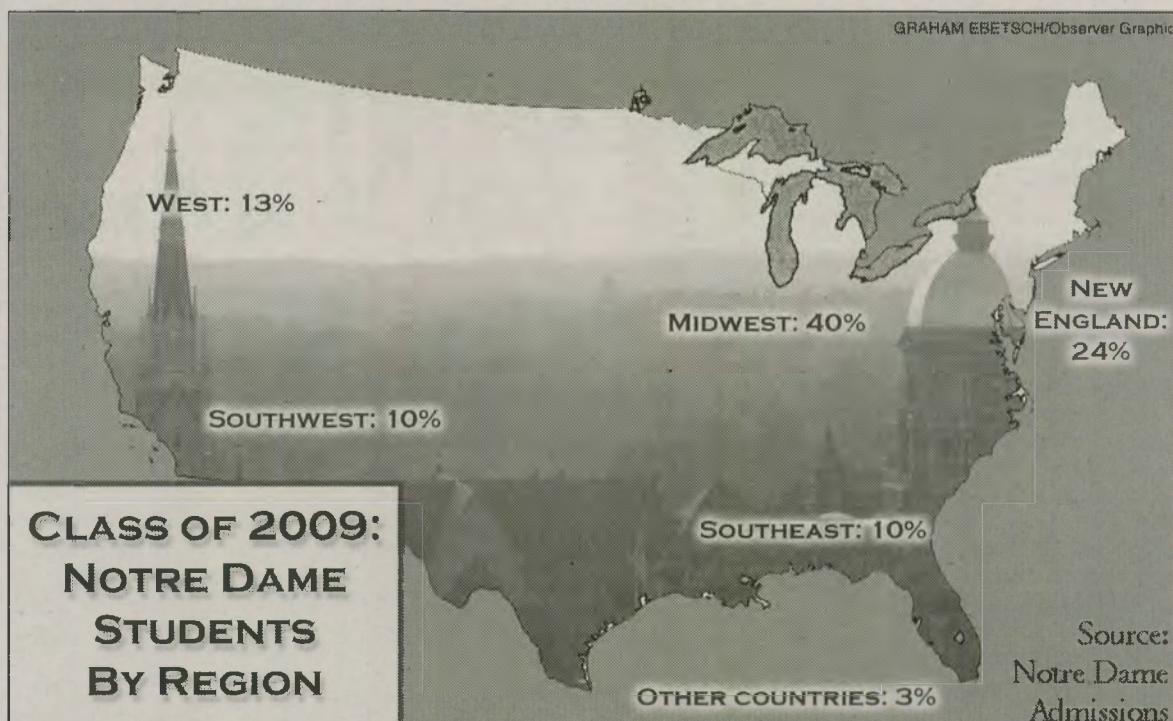 GRAHAM EBETSCH/Observer Graphic
WEST: 13%
MIDWEST: 40%
NEW
ENGLAND:
24%
SOUTHWEST: 10%
SOUTHEAST: 10%
CLASS OF 2009:
NOTRE DAME
STUDENTS
BY REGION
OTHER COUNTRIES: 3%
Source:
Notre Dame
Admissions